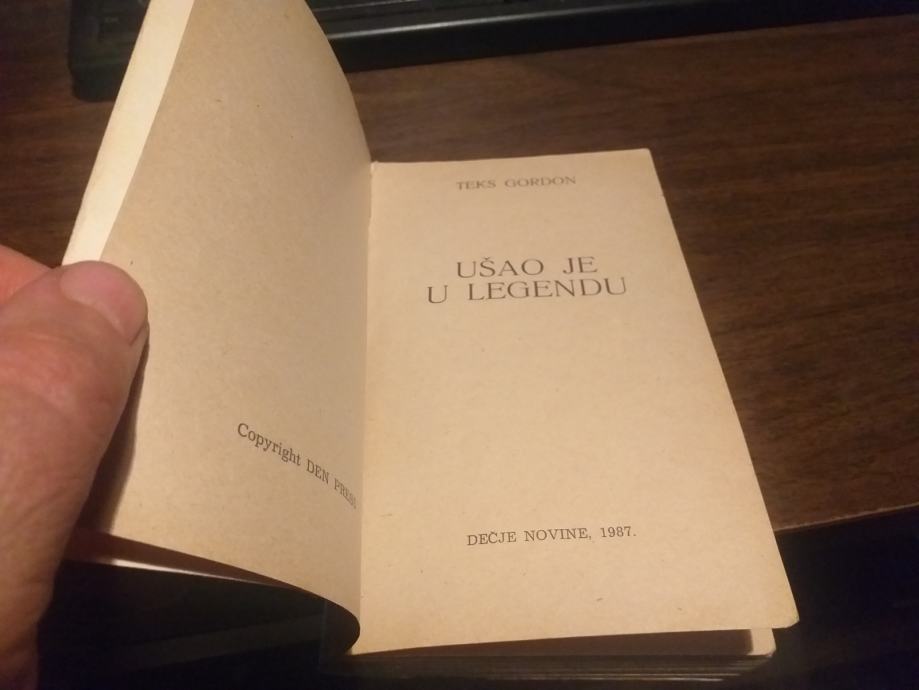 Copyright DEN PRESS
TEKS GORDON
UŠAO JE
U LEGENDU
DEČJE NOVINE, 1987.